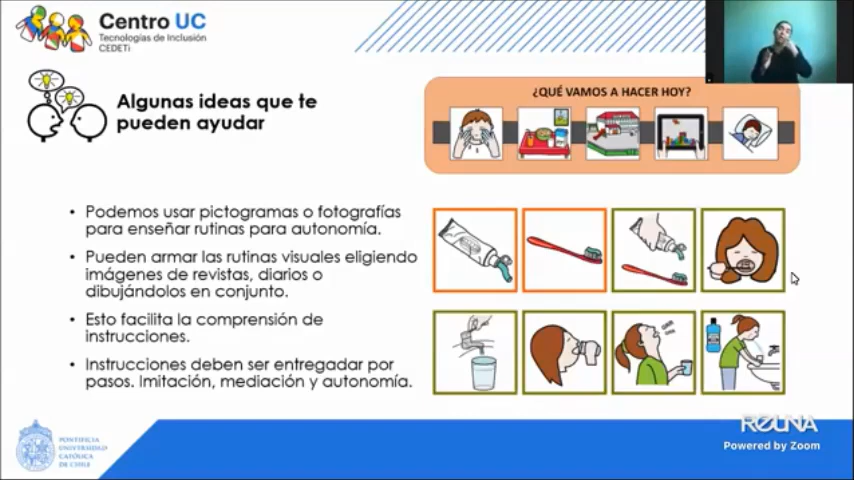 Centro UC
Tecnologías de Inclusión
CEDETi
Algunas ideas que te
pueden ayudar
¿QUÉ VAMOS A HACER HOY?
• Podemos usar pictogramas o fotografías
para enseñar rutinas para autonomía.
• Pueden armar las rutinas visuales eligiendo
imágenes de revistas, diarios o
dibujándolos en conjunto.
• Esto facilita la comprensión de
instrucciones.
• Instrucciones deben ser entregadar por
pasos. Imitación, mediación y autonomía.
PONTIFICIA
UNIVERSIDAD
CATÓLICA
DE CHILE
REUNA
Powered by Zoom